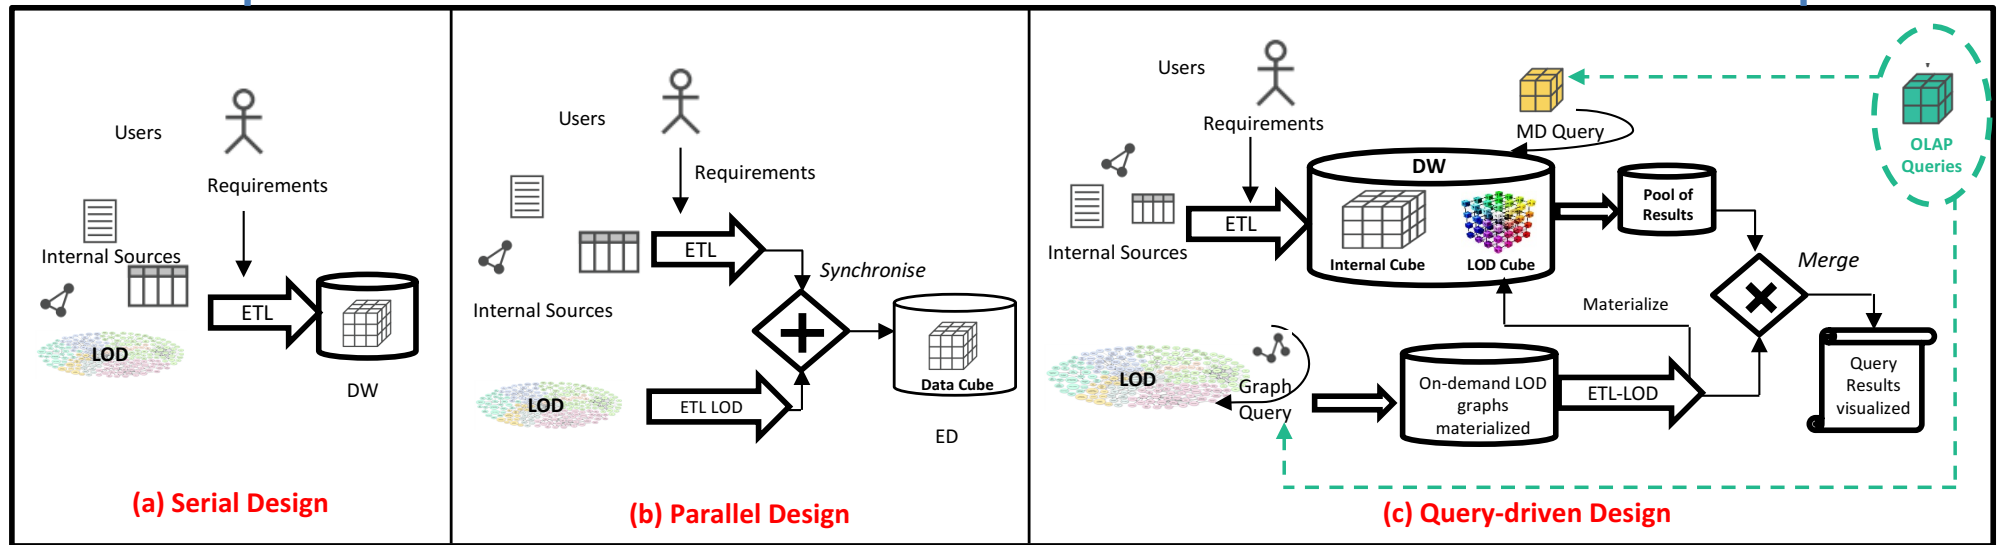 Users
Requirements
Internal Sources
ETL
LOD
DW
(a) Serial Design
Users
Requirements
ETL
Synchronise
Internal Sources
Data Cube
LOD
ETL LOD
ED
(b) Parallel Design
Users
Requirements
MD Query
OLAP
Queries
DW
Pool of
Results
ETL
Internal Sources
Internal Cube
LOD Cube
Merge
Materialize
LOD
Graph
Query
On-demand LOD
graphs
materialized
ETL-LOD
Query
Results
visualized
(c) Query-driven Design